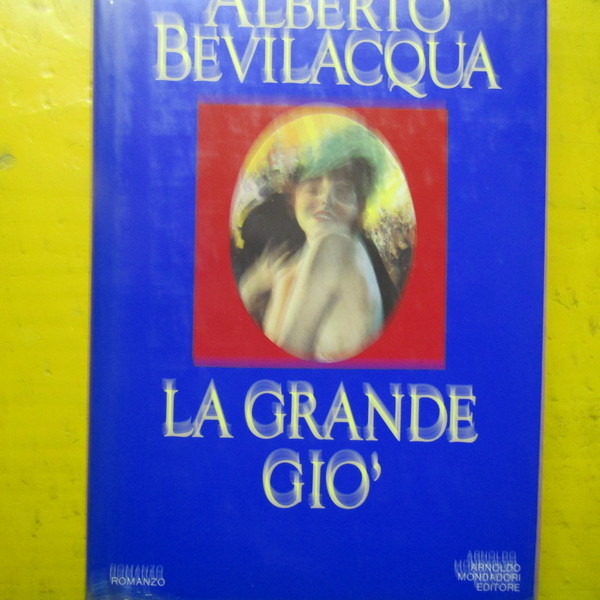 ALBERTO
BEVILACQUA
LA GRANDE
GIO'
ROMANZO
ARNOLDO
MONDADORI
EDITORE